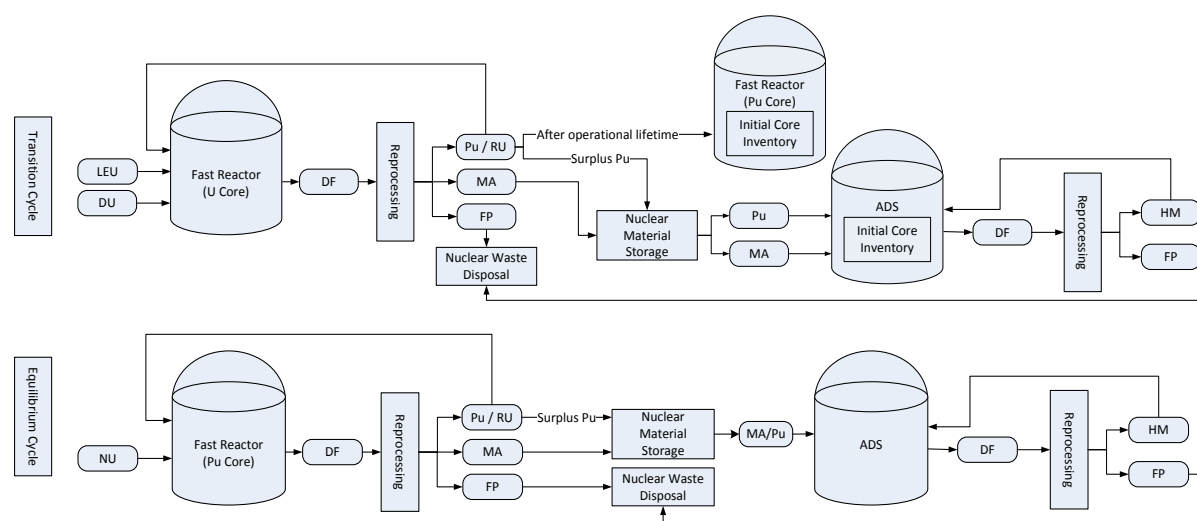 Transition Cycle
LEU
DU
Fast Reactor
(U Core)
DF
Reprocessing
Pu / RU
MA
FP
Nuclear Waste
Disposal
After operational lifetime
Surplus Pu
Fast Reactor
(Pu Core)
Initial Core
Inventory
Nuclear
Material
Storage
Pu
MA
ADS
Initial Core
Inventory
DF
Reprocessing
HM
FP
Equilibrium Cycle
NU
Fast Reactor
(Pu Core)
DF
Reprocessing
Pu / RU
MA
FP
Surplus Pu
Nuclear
Material
Storage
Nuclear Waste
Disposal
MA/Pu
ADS
DF
Reprocessing
HM
FP